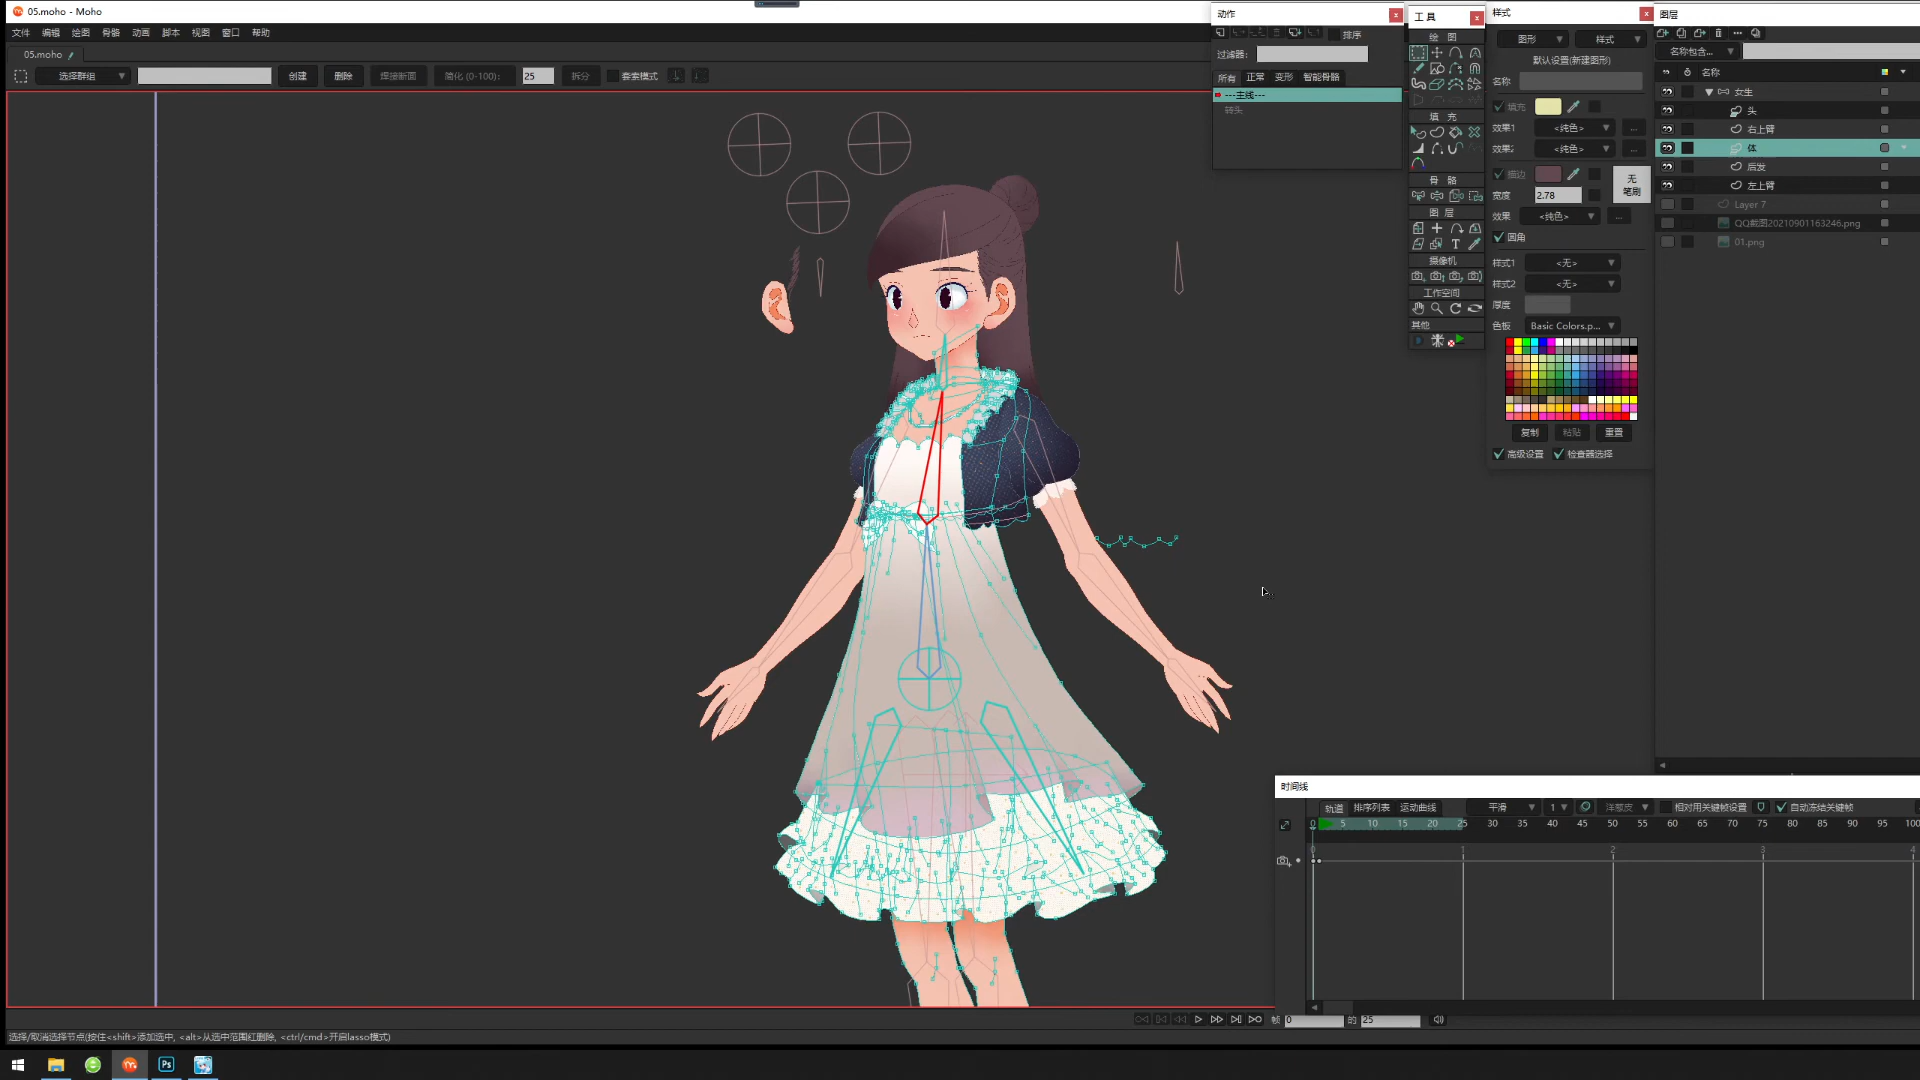 05.moho - Moho
文件 编辑 绘图 骨骼 动画 脚本 视图 窗口 帮助
05.moho
选择群组 创建 删除 焊接断面 简化 (0-100): 25 拆分 套索模式
动作
排序
过滤器:
所有 正常 变形 智能骨骼
---主线---
转头
工具
绘 图
填 充
骨 骼
图 层
摄像机
工作空间
其他
样式
图形 样式
默认设置(新建图形)
名称
填充
效果1 <纯色> ...
效果2 <纯色> ...
描边
无
笔刷
宽度 2.78
效果 <纯色> ...
圆角
样式1 <无>
样式2 <无>
厚度
色板 Basic Colors.p...
复制 粘贴 重置
高级设置 检查器选择
图层
名称包含...
名称
女生
头
右上臂
体
后发
左上臂
Layer 7
QQ截图20210901163246.png
01.png
时间线
轨道 排序列表 运动曲线 平滑 1 洋葱皮 相对用关键帧设置 自动冻结关键帧
0 5 10 15 20 25 30 35 40 45 50 55 60 65 70 75 80 85 90 95 100
0 1 2 3 4
帧 0 的 25
选择/取消选择节点(按住<shift>添加选中, <alt>从选中范围红删除, <ctrl/cmd>开启lasso模式)
Ps